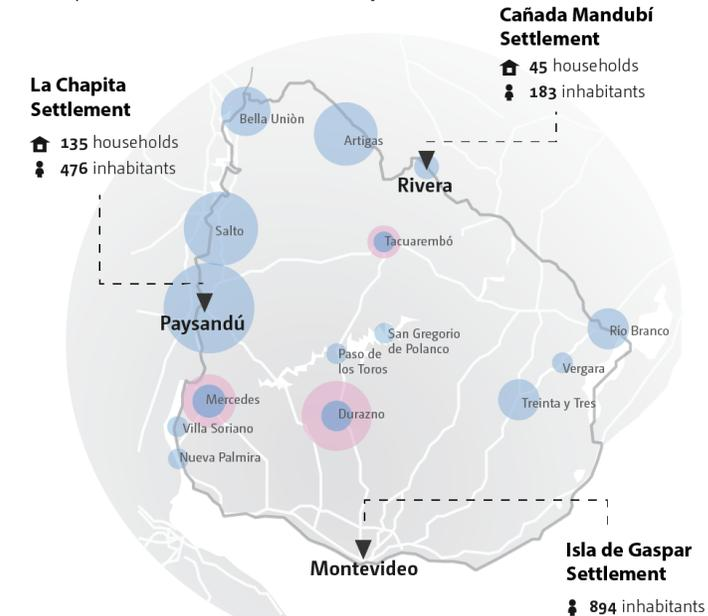 Cañada Mandubí
Settlement
45 households
183 inhabitants
La Chapita
Settlement
135 households
476 inhabitants
Bella Uniòn
Artigas
Rivera
Salto
Tacuarembó
Paysandú
San Gregorio
de Polanco
Río Branco
Paso de
los Toros
Vergara
Mercedes
Treinta y Tres
Durazno
Villa Soriano
Nueva Palmira
Montevideo
Isla de Gaspar
Settlement
894 inhabitants